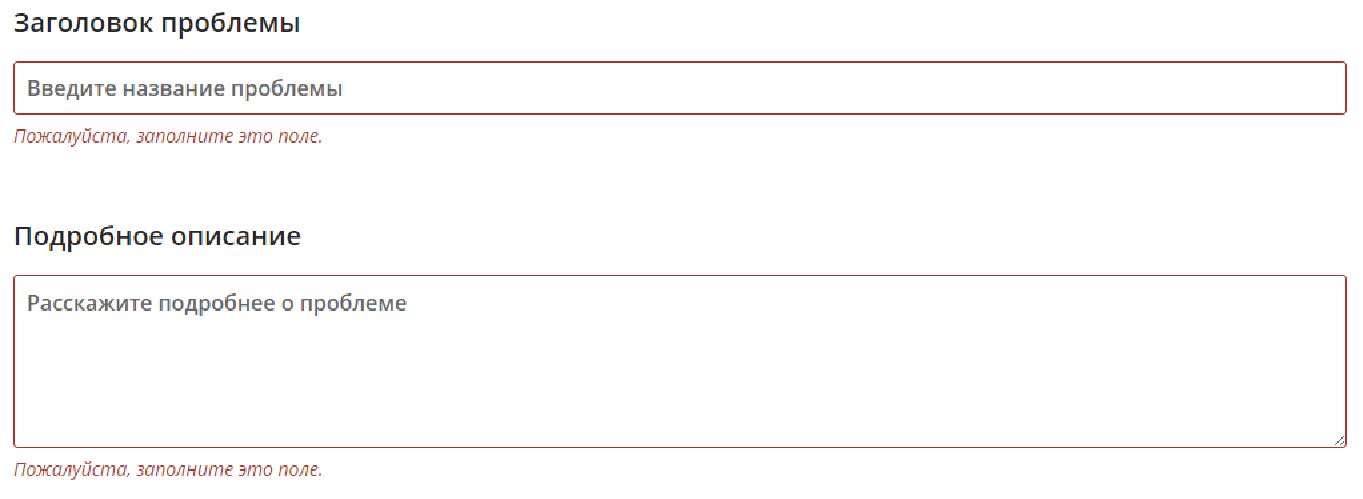 Заголовок проблемы
Введите название проблемы
Пожалуйста, заполните это поле.
Подробное описание
Расскажите подробнее о проблеме
Пожалуйста, заполните это поле.